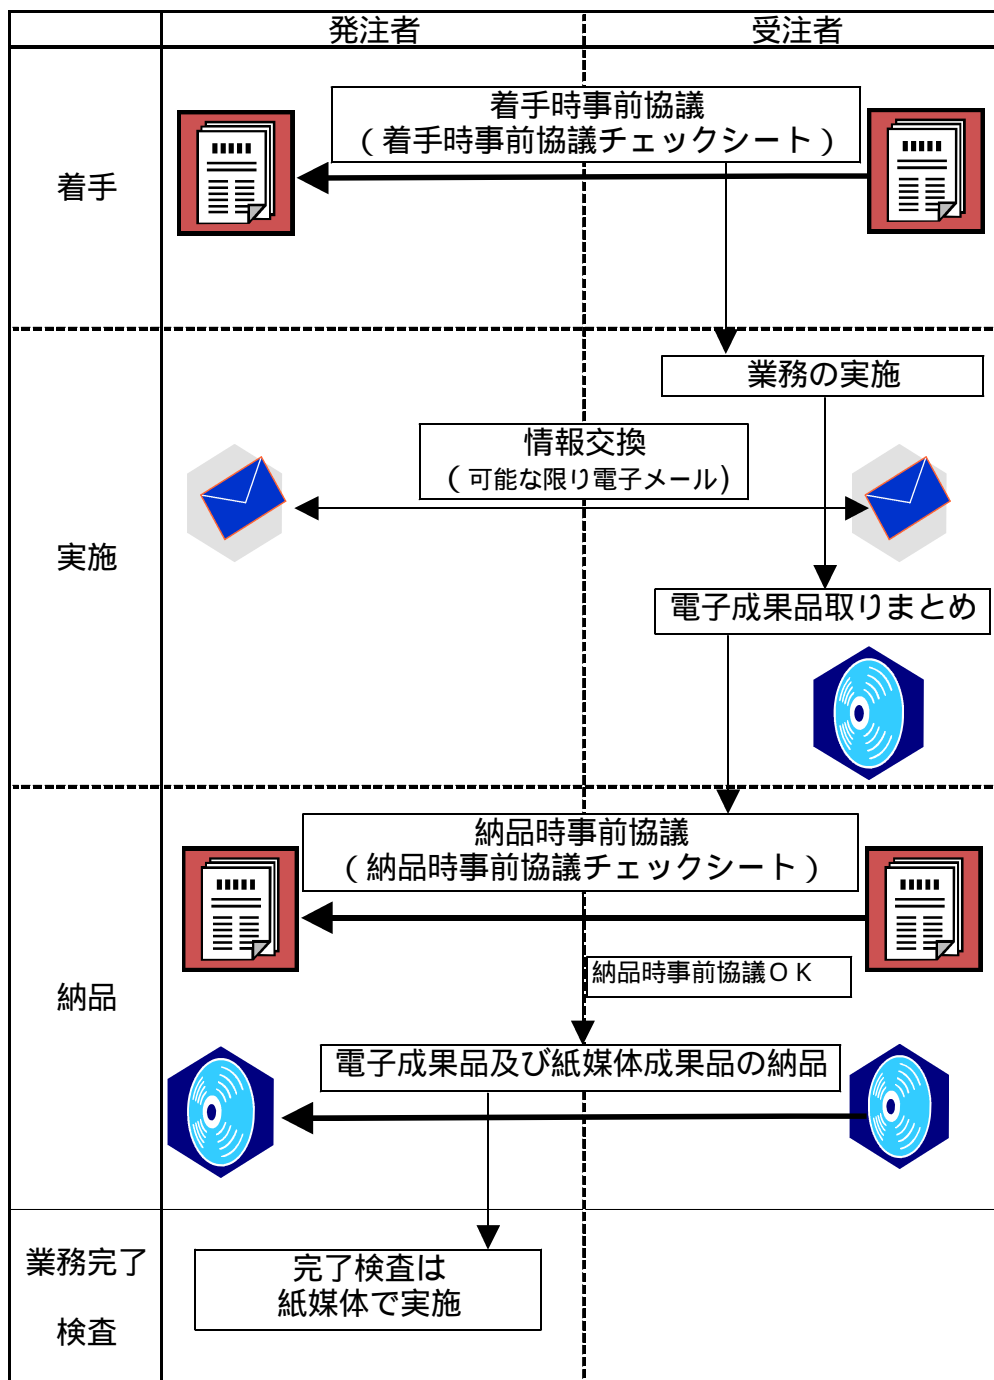 発注者
受注者
着手
着手時事前協議
（着手時事前協議チェックシート）
実施
業務の実施
情報交換
（可能な限り電子メール)
電子成果品取りまとめ
納品
納品時事前協議
（納品時事前協議チェックシート）
納品時事前協議ＯＫ
電子成果品及び紙媒体成果品の納品
業務完了
検査
完了検査は
紙媒体で実施